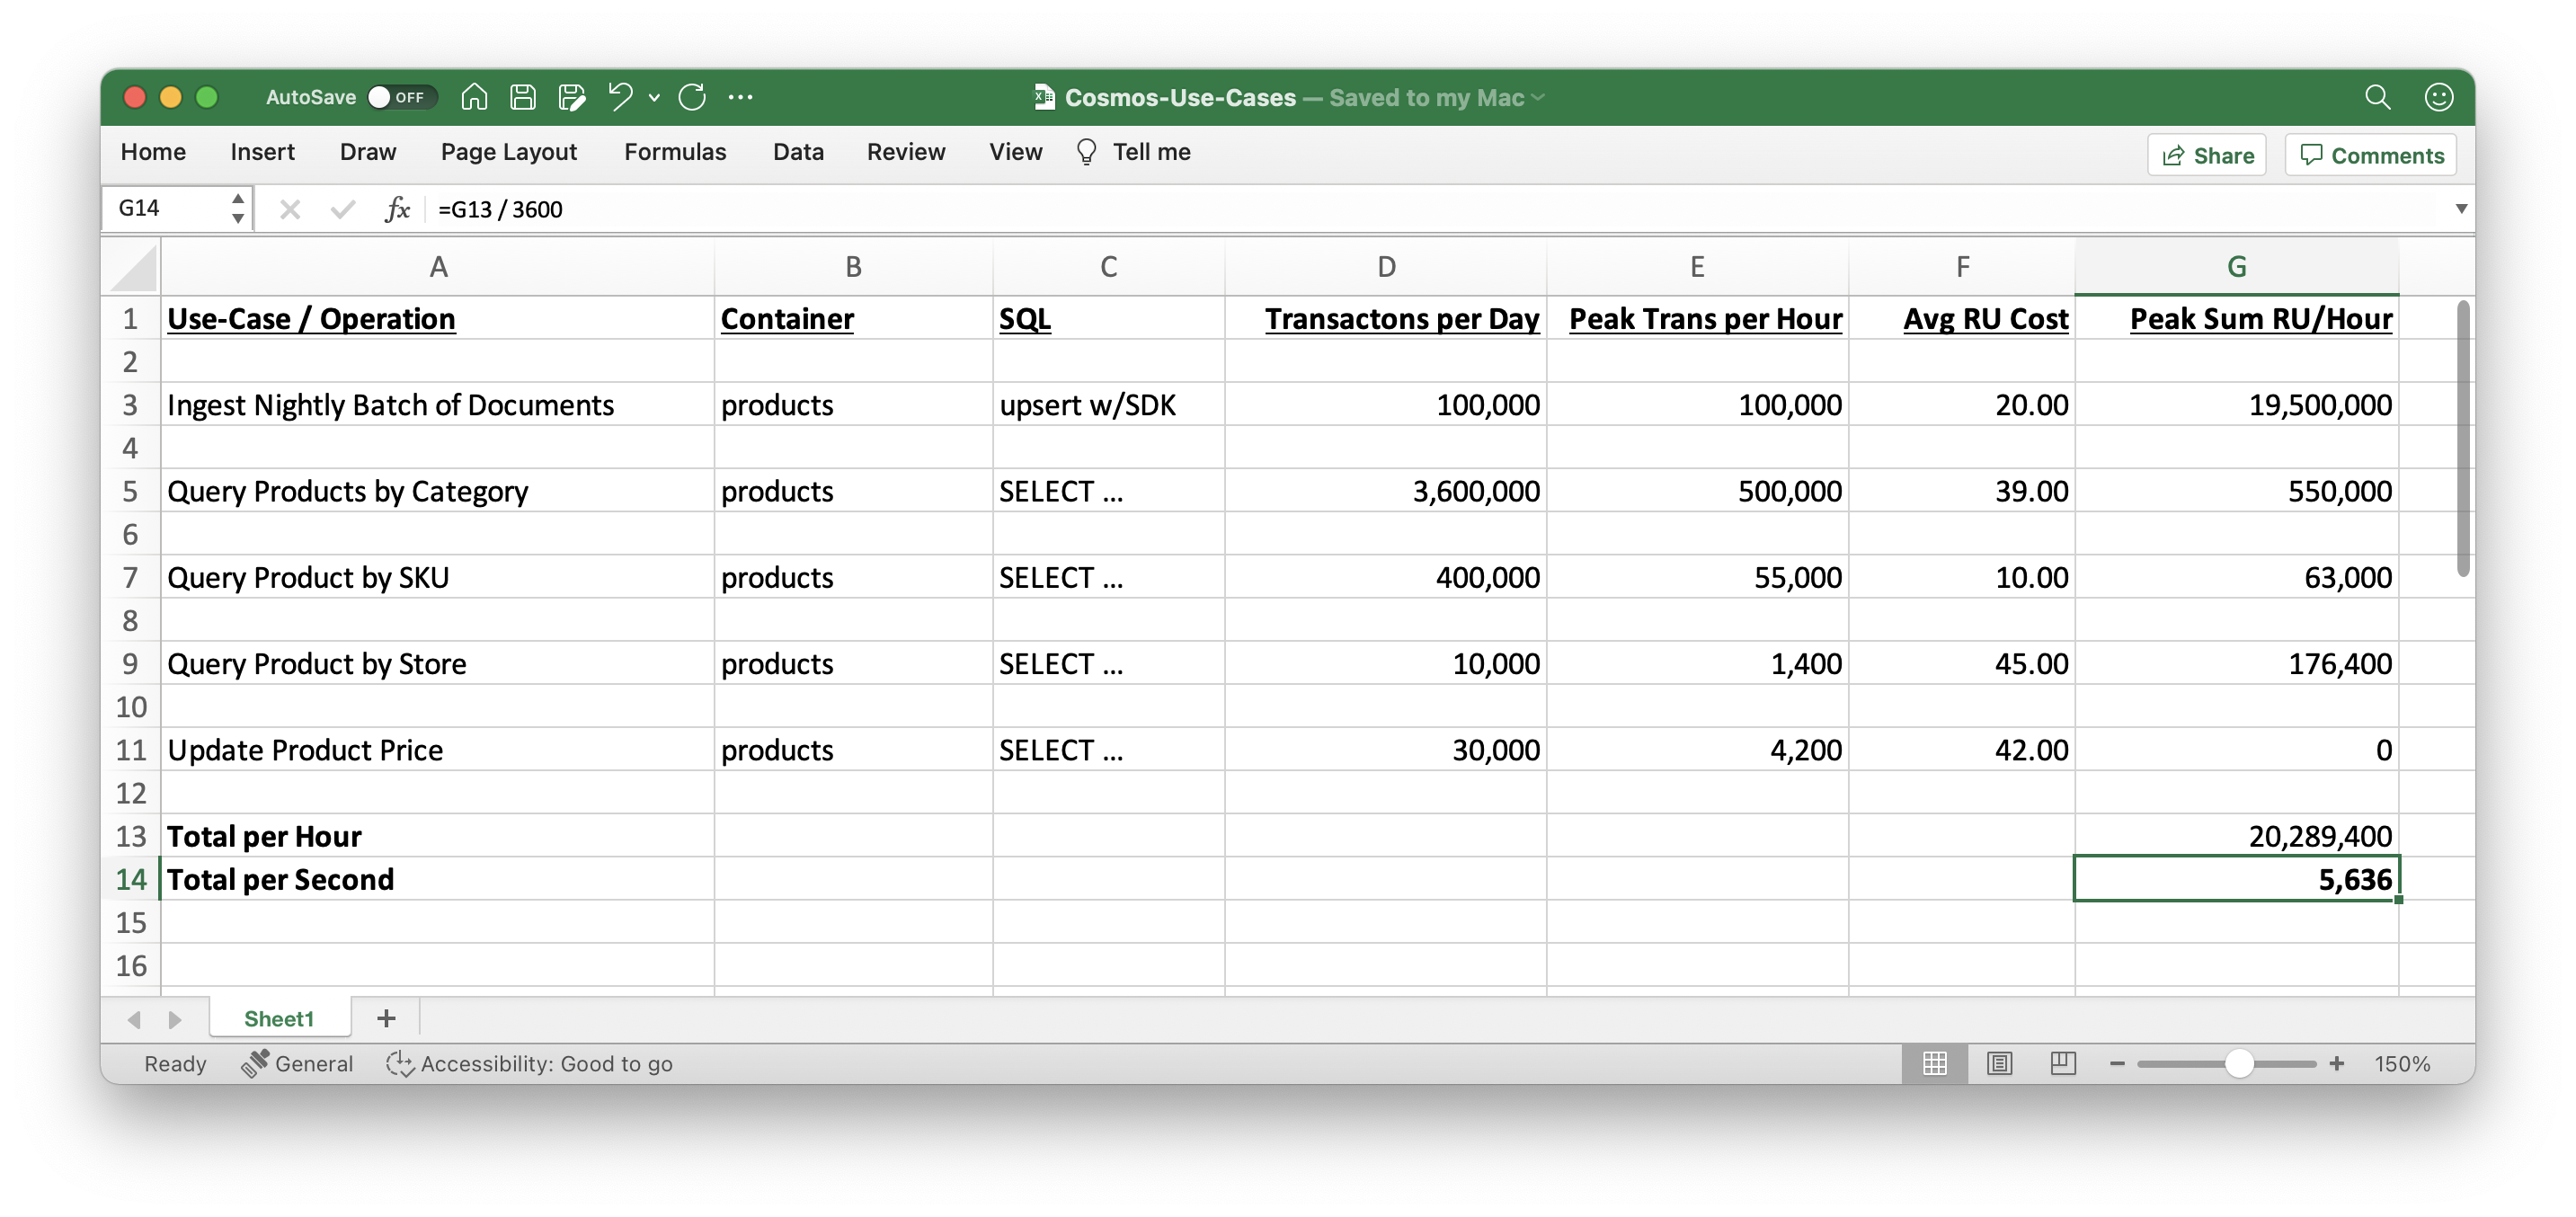 AutoSave OFF Cosmos-Use-Cases — Saved to my Mac
Home Insert Draw Page Layout Formulas Data Review View Tell me Share Comments
G14 fx =G13 / 3600
A B C D E F G
1 Use-Case / Operation Container SQL Transactons per Day Peak Trans per Hour Avg RU Cost Peak Sum RU/Hour
2
3 Ingest Nightly Batch of Documents products upsert w/SDK 100,000 100,000 20.00 19,500,000
4
5 Query Products by Category products SELECT ... 3,600,000 500,000 39.00 550,000
6
7 Query Product by SKU products SELECT ... 400,000 55,000 10.00 63,000
8
9 Query Product by Store products SELECT ... 10,000 1,400 45.00 176,400
10
11 Update Product Price products SELECT ... 30,000 4,200 42.00 0
12
13 Total per Hour 20,289,400
14 Total per Second 5,636
15
16
Sheet1 +
Ready General Accessibility: Good to go 150%